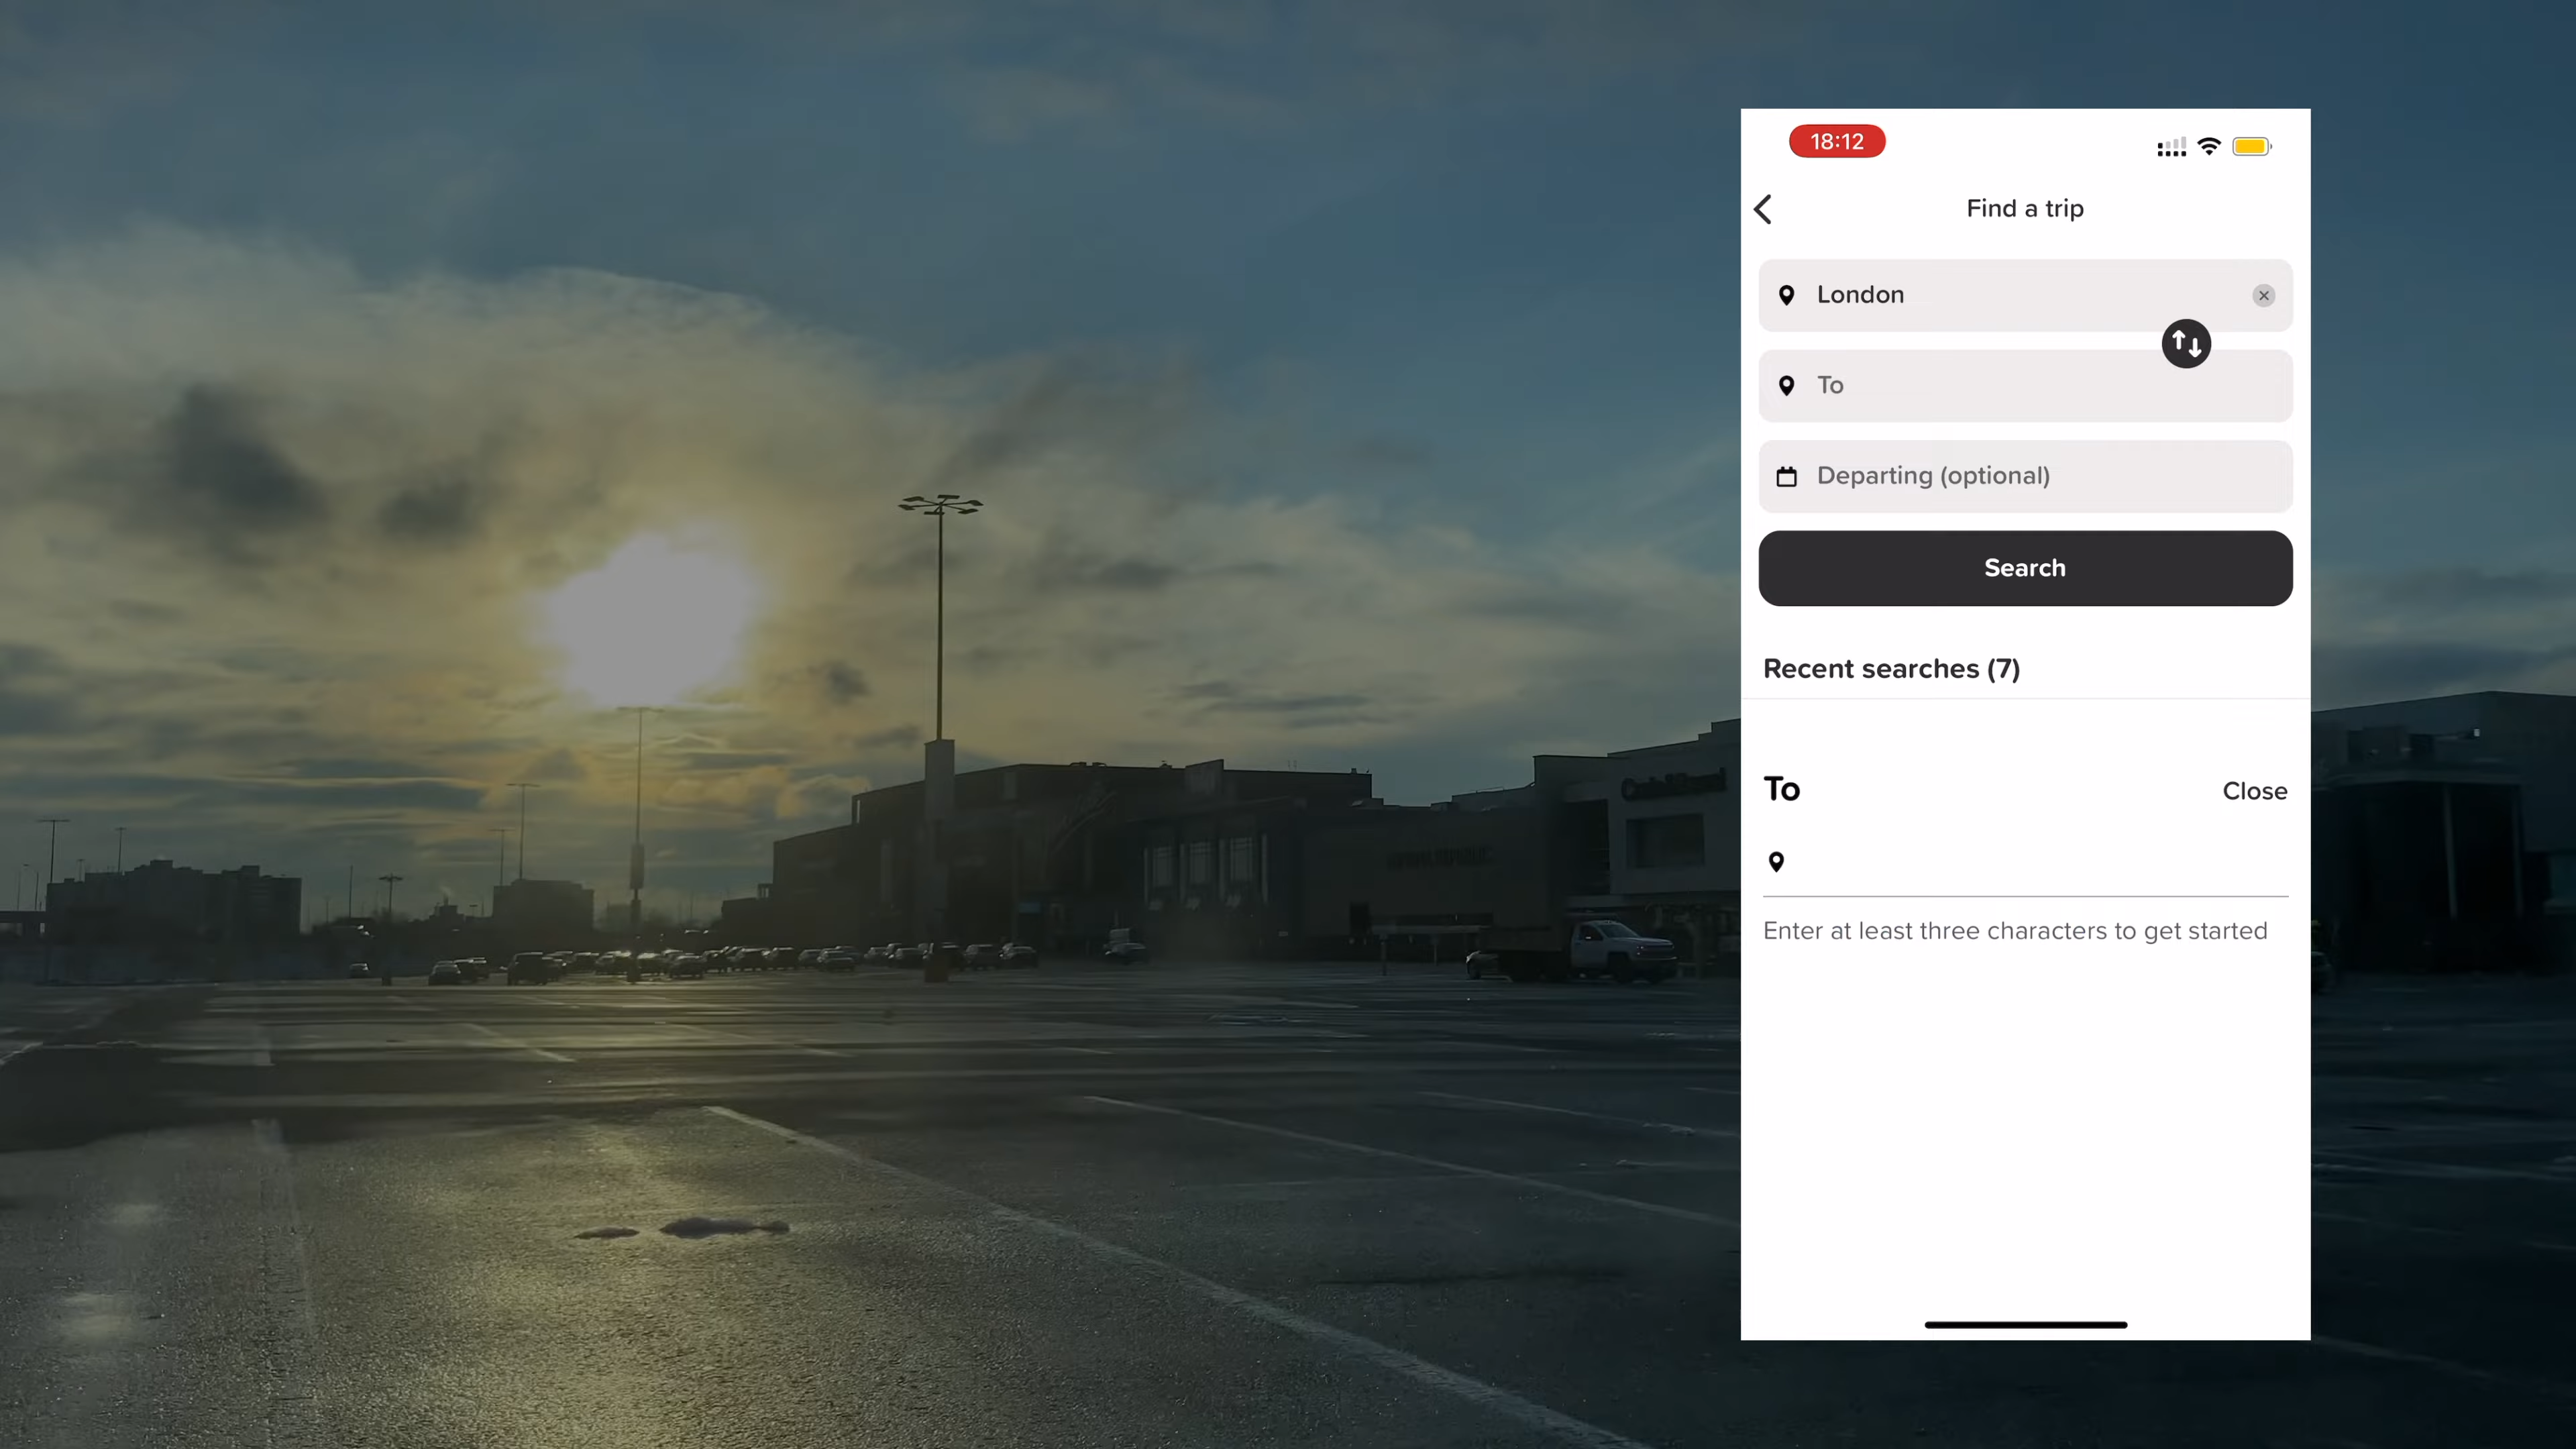 18:12
Find a trip
London
To
Departing (optional)
Search
Recent searches (7)
To
Close
Enter at least three characters to get started